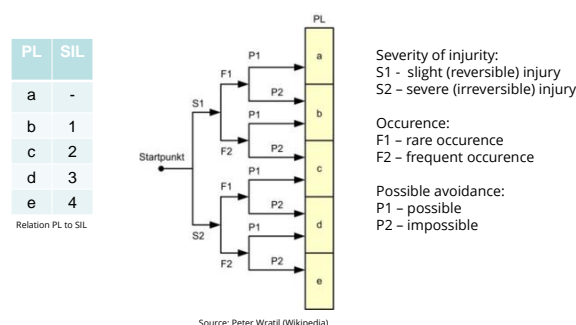 PL SIL
a -
b 1
c 2
d 3
e 4
Relation PL to SIL
PL
Startpunkt
S1
S2
F1
F2
F1
F2
P1
P2
P1
P2
P1
P2
P1
P2
a
b
c
d
e
Source: Peter Wratil (Wikipedia)
Severity of injurity:
S1 - slight (reversible) injury
S2 – severe (irreversible) injury
Occurence:
F1 – rare occurence
F2 – frequent occurence
Possible avoidance:
P1 – possible
P2 – impossible